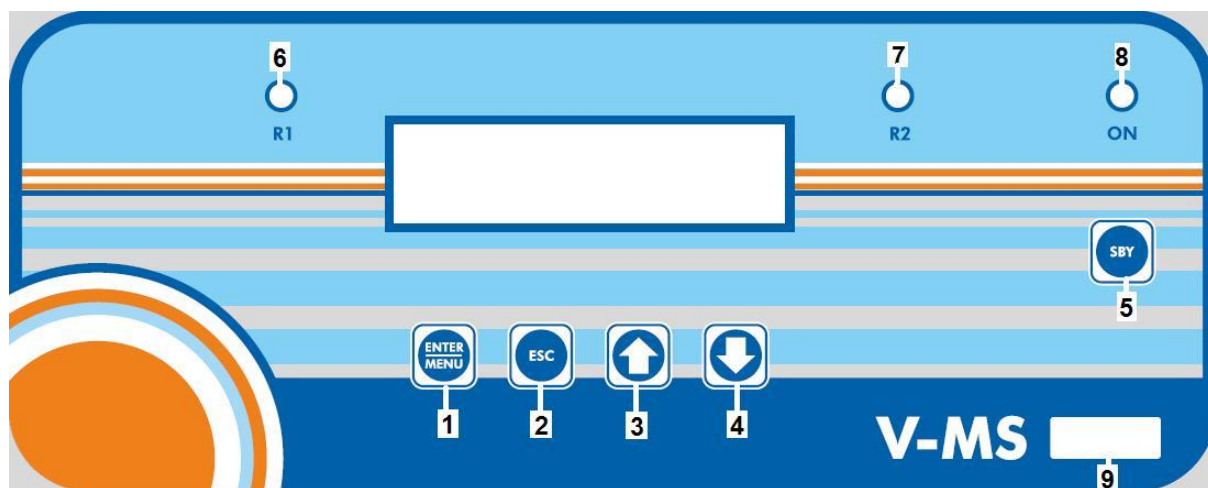 6 7 8
R1 R2 ON
SBY
5
ENTER ESC
MENU
1 2 3 4
V-MS
9